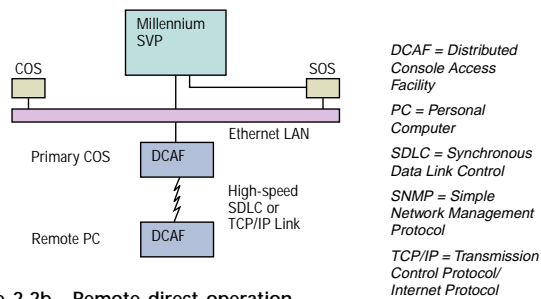 Millennium
SVP
COS
SOS
Ethernet LAN
Primary COS
DCAF
High-speed
SDLC or
TCP/IP Link
Remote PC
DCAF
2.2b Remote direct operation
DCAF = Distributed
Console Access
Facility
PC = Personal
Computer
SDLC = Synchronous
Data Link Control
SNMP = Simple
Network Management
Protocol
TCP/IP = Transmission
Control Protocol/
Internet Protocol